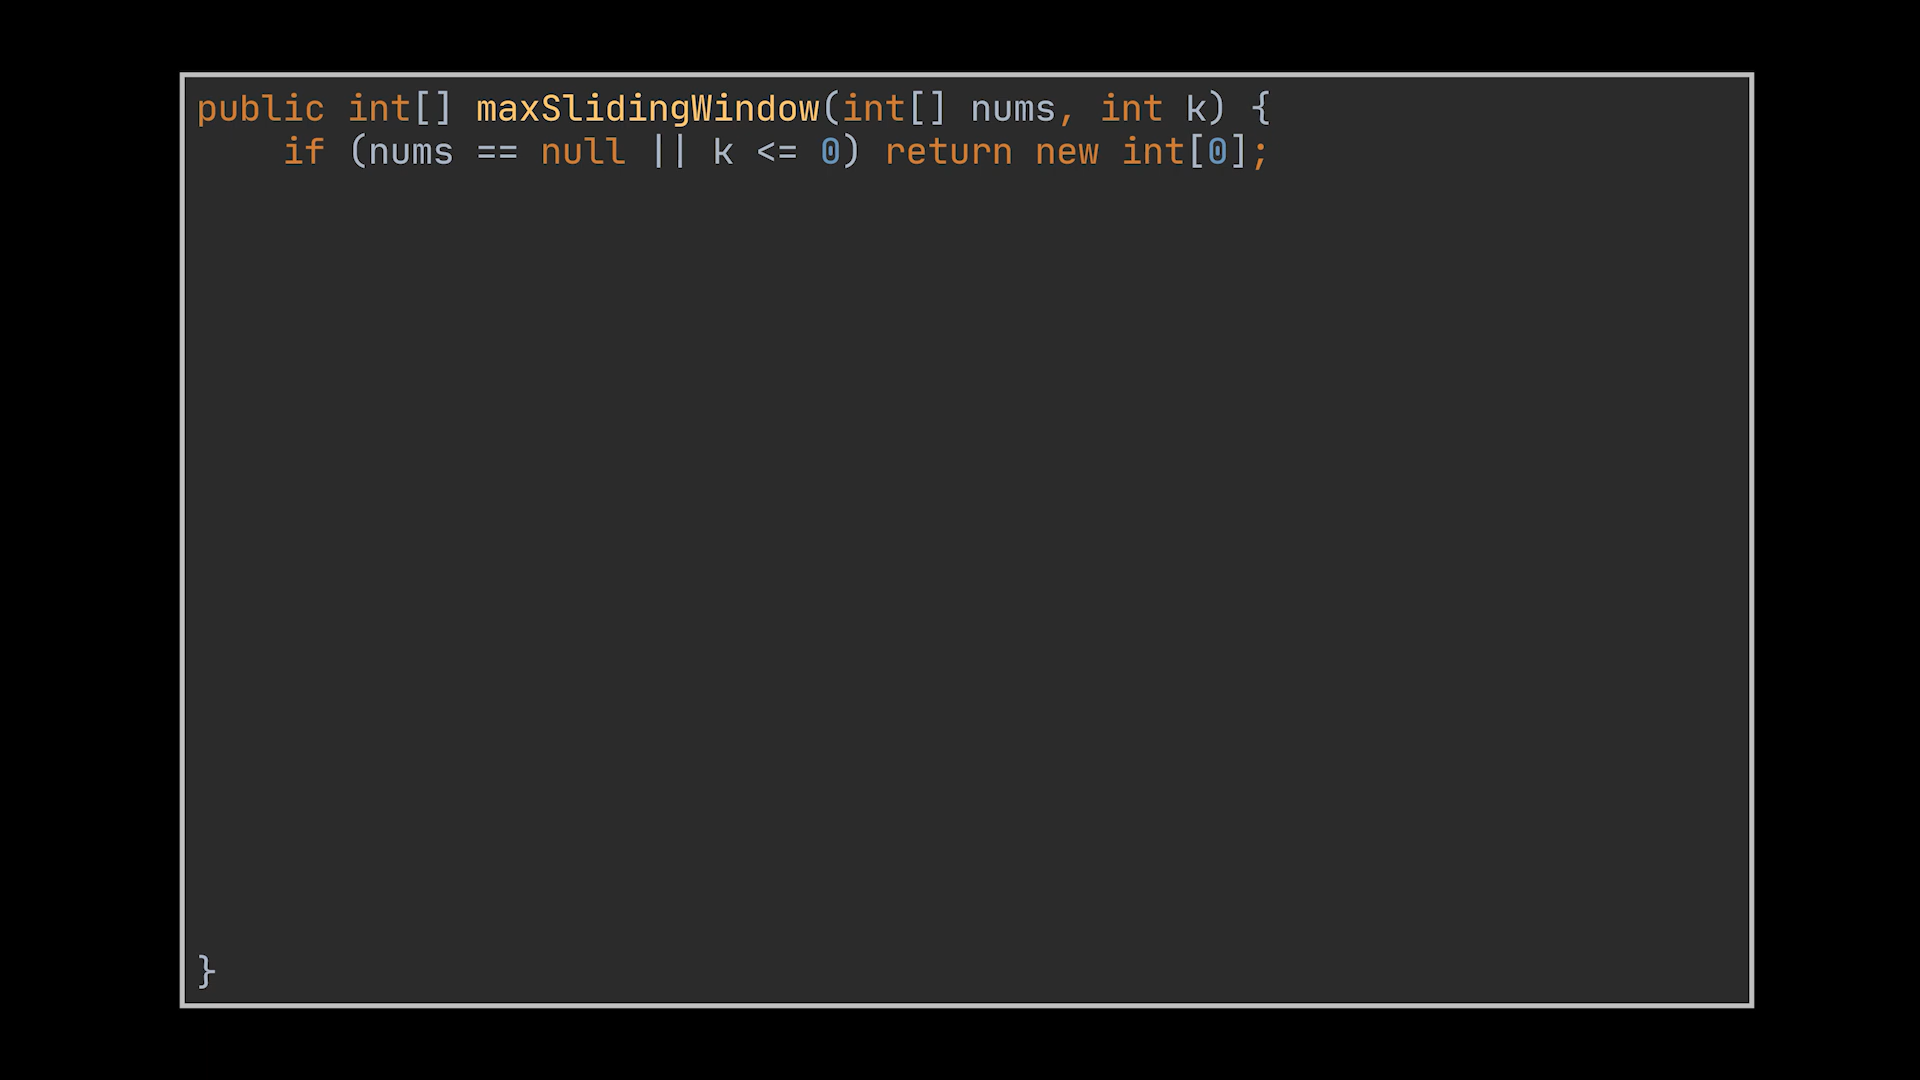 public int[] maxSlidingWindow(int[] nums, int k) {
    if (nums == null || k <= 0) return new int[0];
}